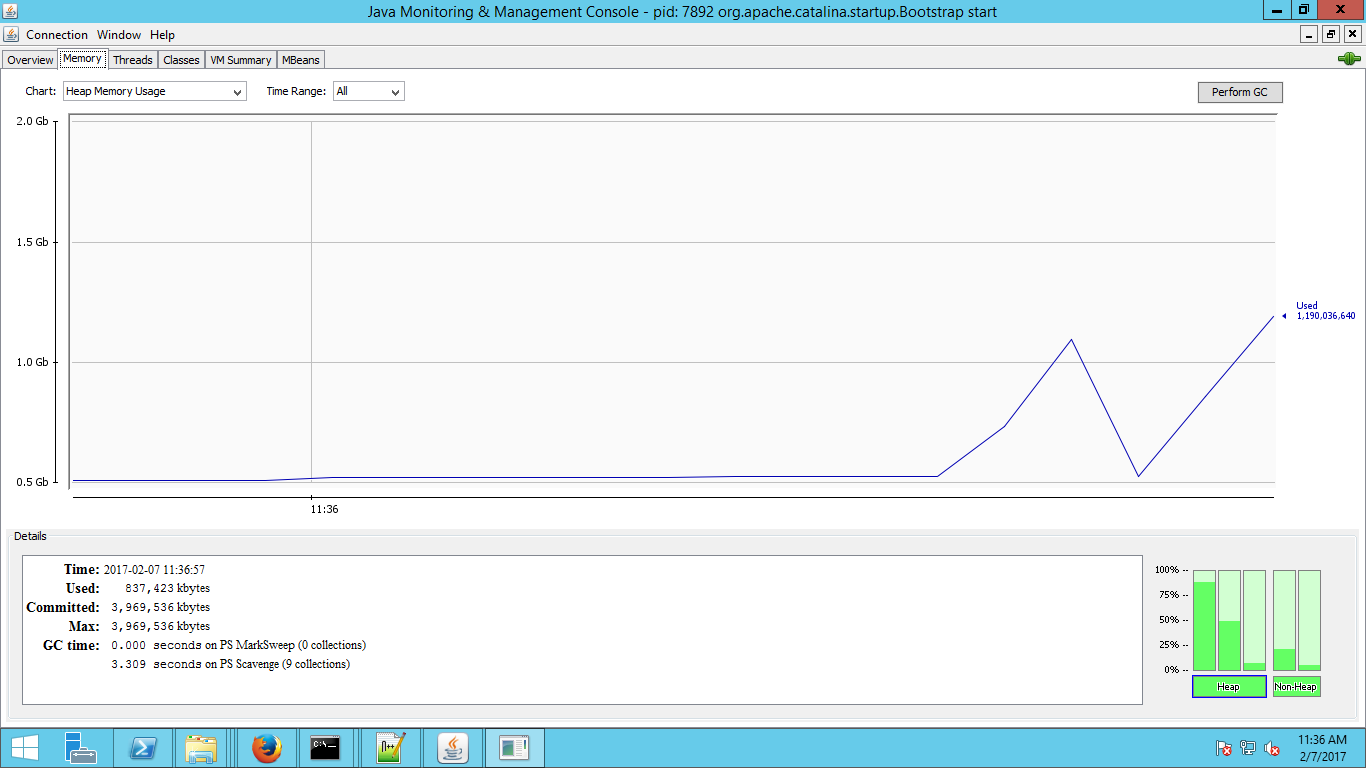 Java Monitoring & Management Console - pid: 7892 org.apache.catalina.startup.Bootstrap start
Connection Window Help
Overview Memory Threads Classes VM Summary MBeans
Chart: Heap Memory Usage Time Range: All Perform GC
2.0 Gb
1.5 Gb
Used
1,190,036,640
1.0 Gb
0.5 Gb
11:36
Details
Time: 2017-02-07 11:36:57
Used: 837,423 kbytes
Committed: 3,969,536 kbytes
Max: 3,969,536 kbytes
GC time: 0.000 seconds on PS MarkSweep (0 collections)
3.309 seconds on PS Scavenge (9 collections)
100% --
75% --
50% --
25% --
0% --
Heap Non-Heap
C:\_
11:36 AM
2/7/2017